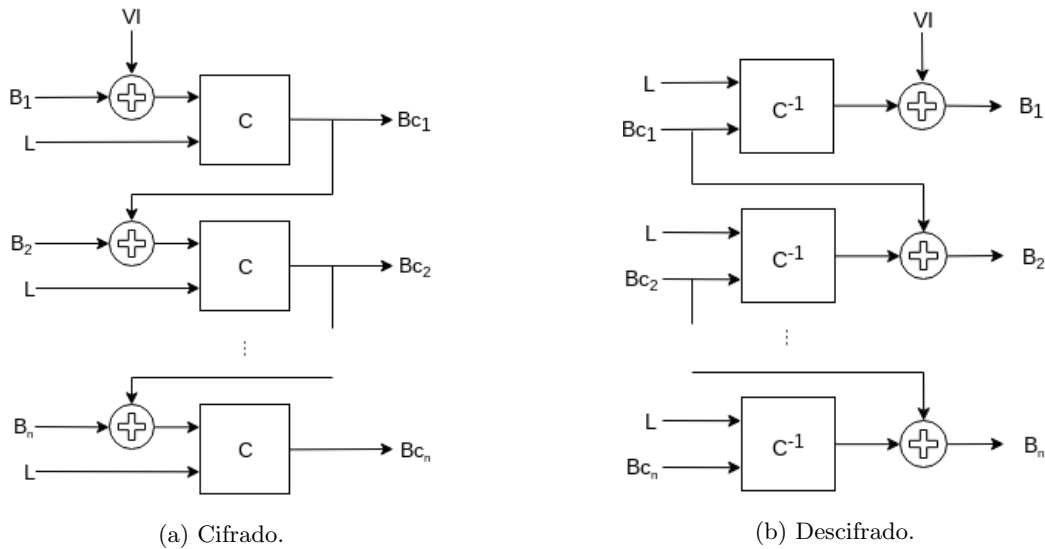 VI
B1
L
C
Bc1
B2
L
C
Bc2
Bn
L
C
Bcn
(a) Cifrado.
VI
L
Bc1
C-1
B1
L
Bc2
C-1
B2
L
Bcn
C-1
Bn
(b) Descifrado.